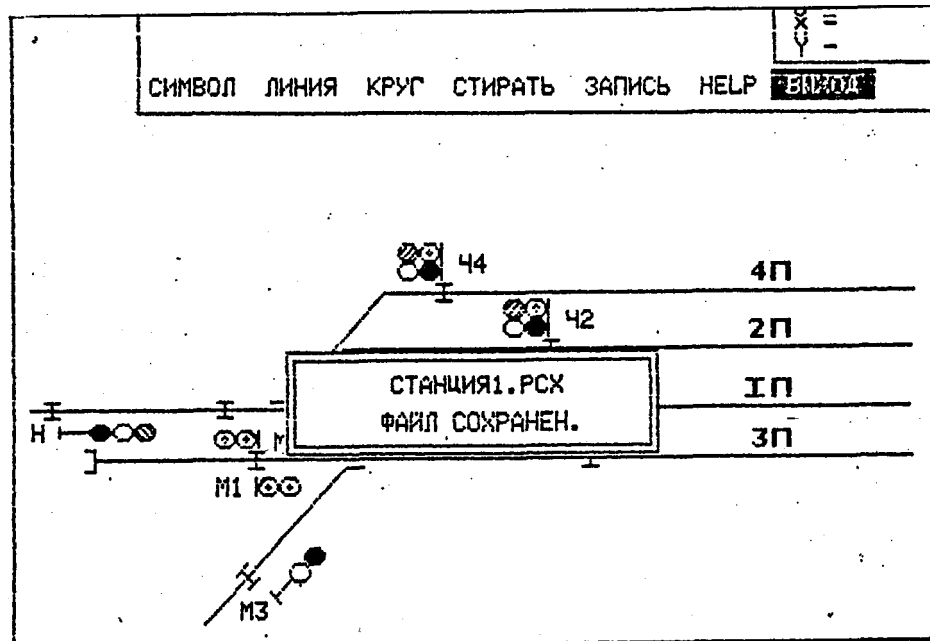 X =
Y -
СИМВОЛ ЛИНИЯ КРУГ СТИРАТЬ ЗАПИСЬ HELP ВЫХОД
Ч4
4П
Ч2
2П
СТАНЦИЯ1.PCX
ФАЙЛ СОХРАНЕН.
IП
Н
М
3П
М1
М3